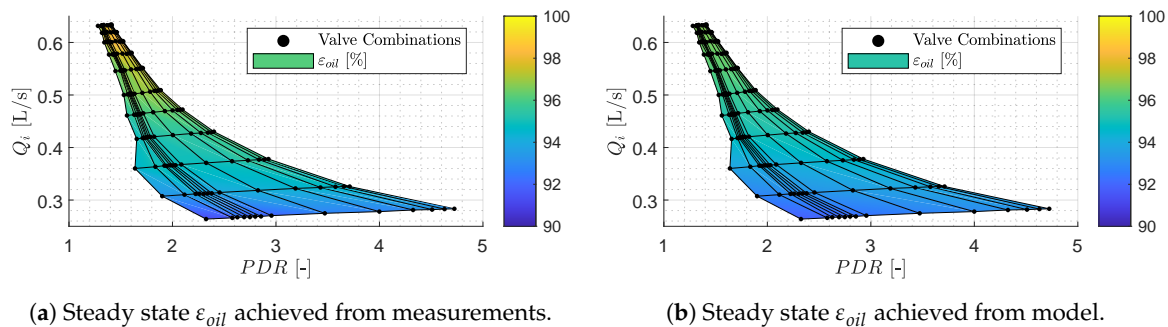 100
98
96
94
92
90
0.6
0.5
0.4
0.3
Q_i [L/s]
Valve Combinations
ε_oil [%]
1 2 3 4 5
PDR [-]
(a) Steady state ε_oil achieved from measurements.
100
98
96
94
92
90
0.6
0.5
0.4
0.3
Q_i [L/s]
Valve Combinations
ε_oil [%]
1 2 3 4 5
PDR [-]
(b) Steady state ε_oil achieved from model.